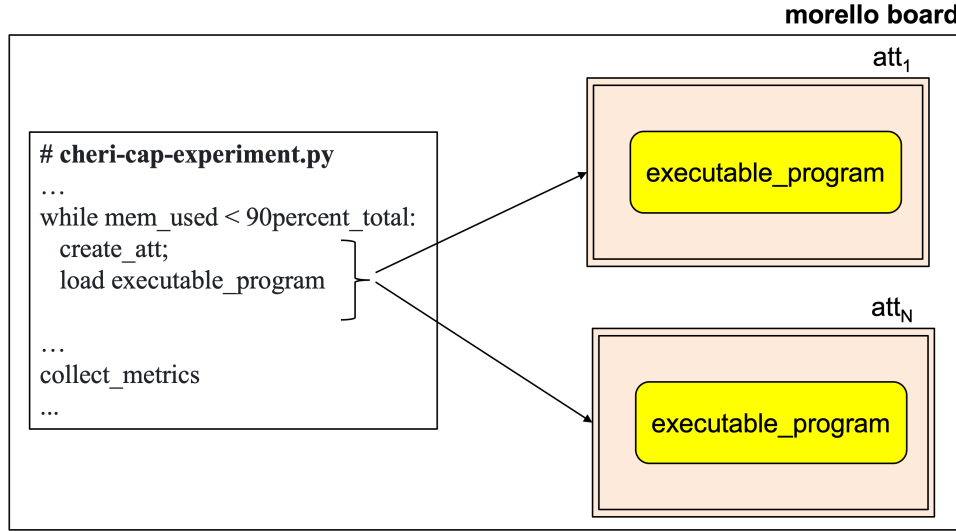 morello board
att1
# cheri-cap-experiment.py
…
while mem_used < 90percent_total:
create_att;
load executable_program
…
collect_metrics
...
executable_program
attN
executable_program